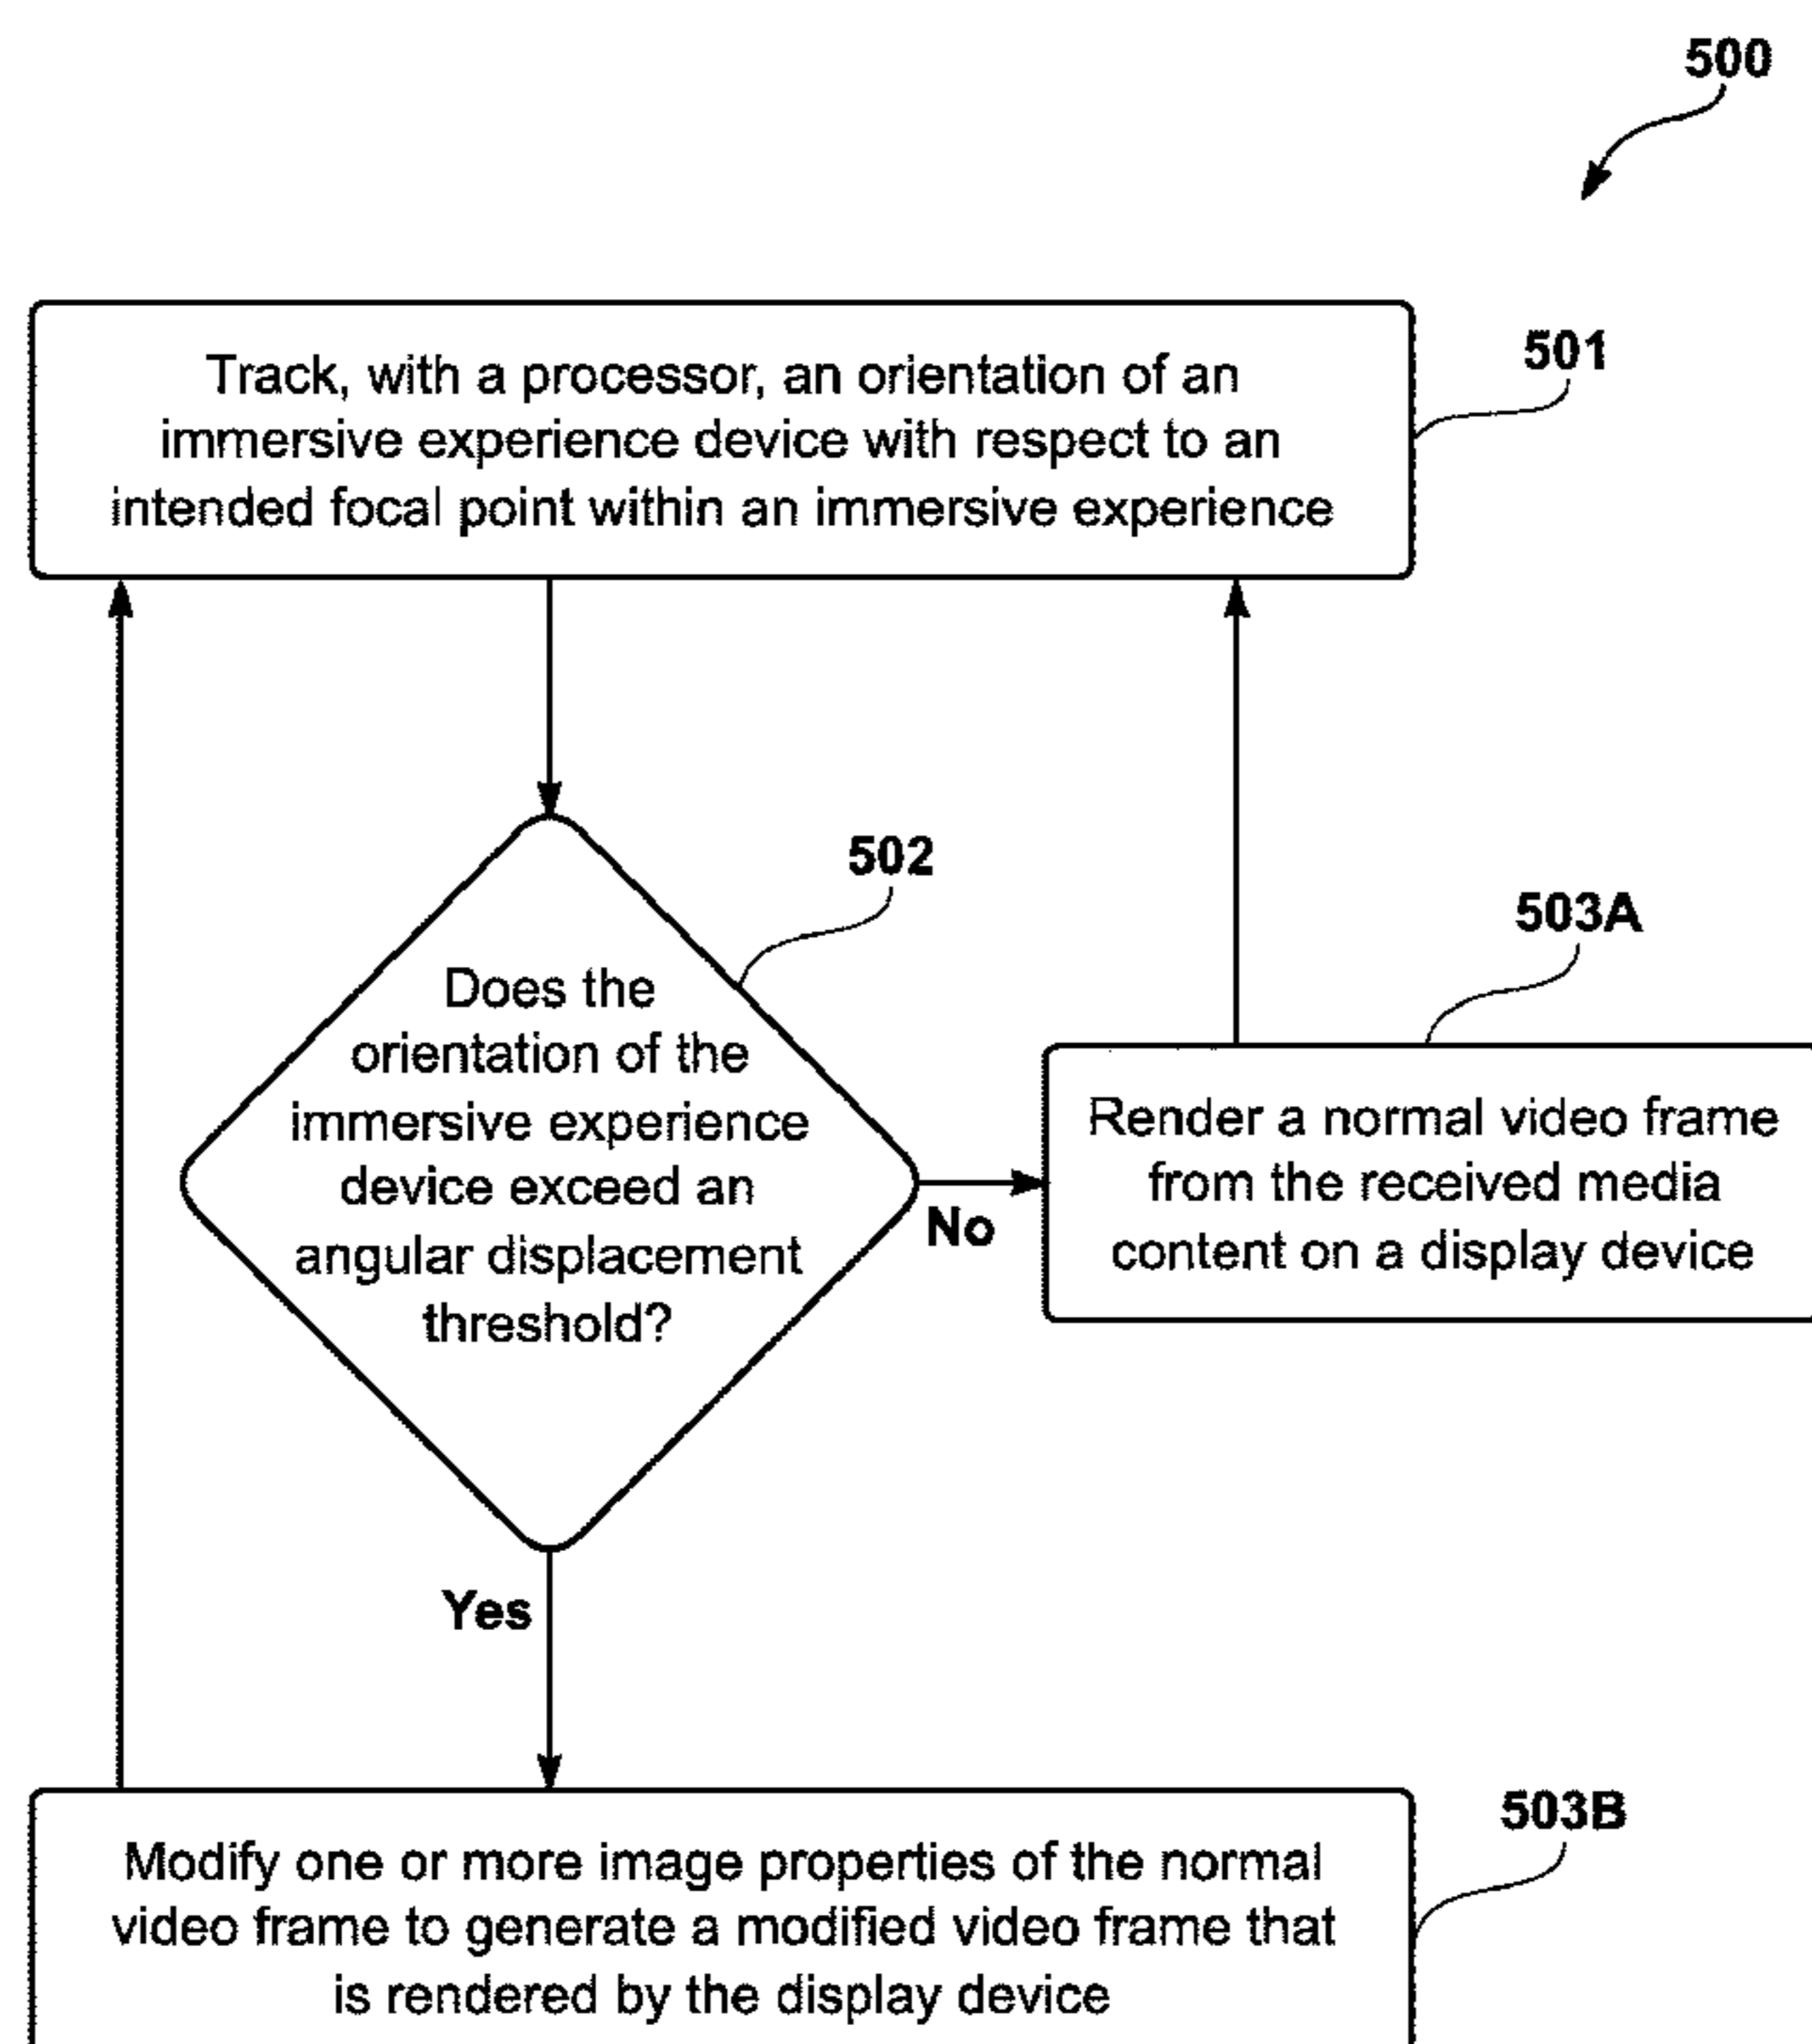 500
501
Track, with a processor, an orientation of an
immersive experience device with respect to an
intended focal point within an immersive experience
502
Does the
orientation of the
immersive experience
device exceed an
angular displacement
threshold?
No
503A
Render a normal video frame
from the received media
content on a display device
Yes
503B
Modify one or more image properties of the normal
video frame to generate a modified video frame that
is rendered by the display device